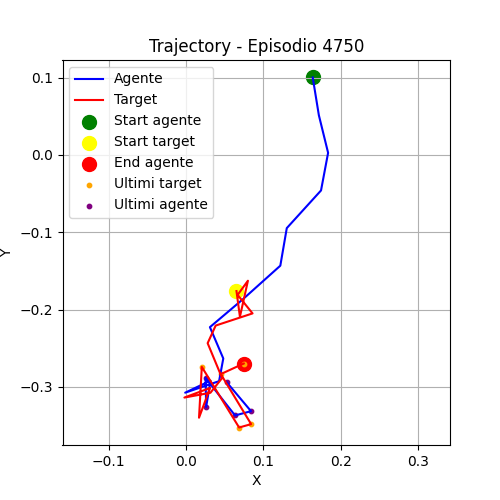 Trajectory - Episodio 4750
Agente
Target
Start agente
Start target
End agente
Ultimi target
Ultimi agente
Y
0.1
0.0
−0.1
−0.2
−0.3
−0.1
0.0
0.1
0.2
0.3
X